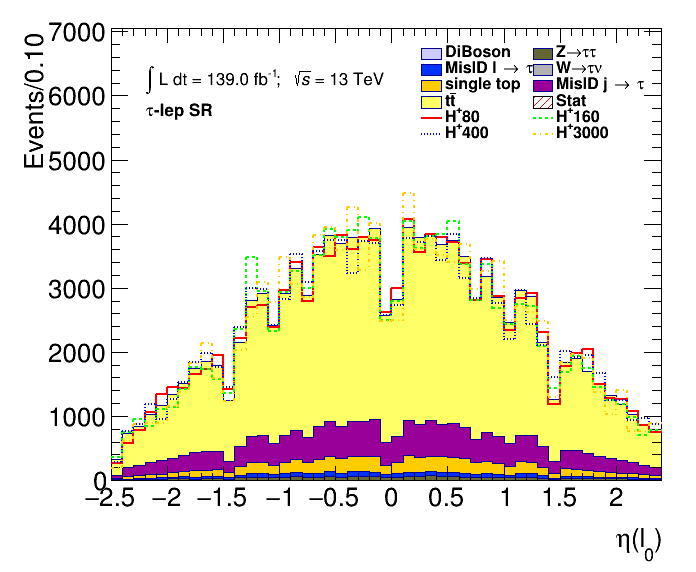 Events/0.10
7000
6000
5000
4000
3000
2000
1000
0
∫ L dt = 139.0 fb⁻¹; √s = 13 TeV
τ-lep SR
DiBoson Z→ττ
MisID l → τ W→τν
single top MisID j → τ
tt̄ Stat
H⁺80 H⁺160
H⁺400 H⁺3000
−2.5 −2 −1.5 −1 −0.5 0 0.5 1 1.5 2
η(l₀)